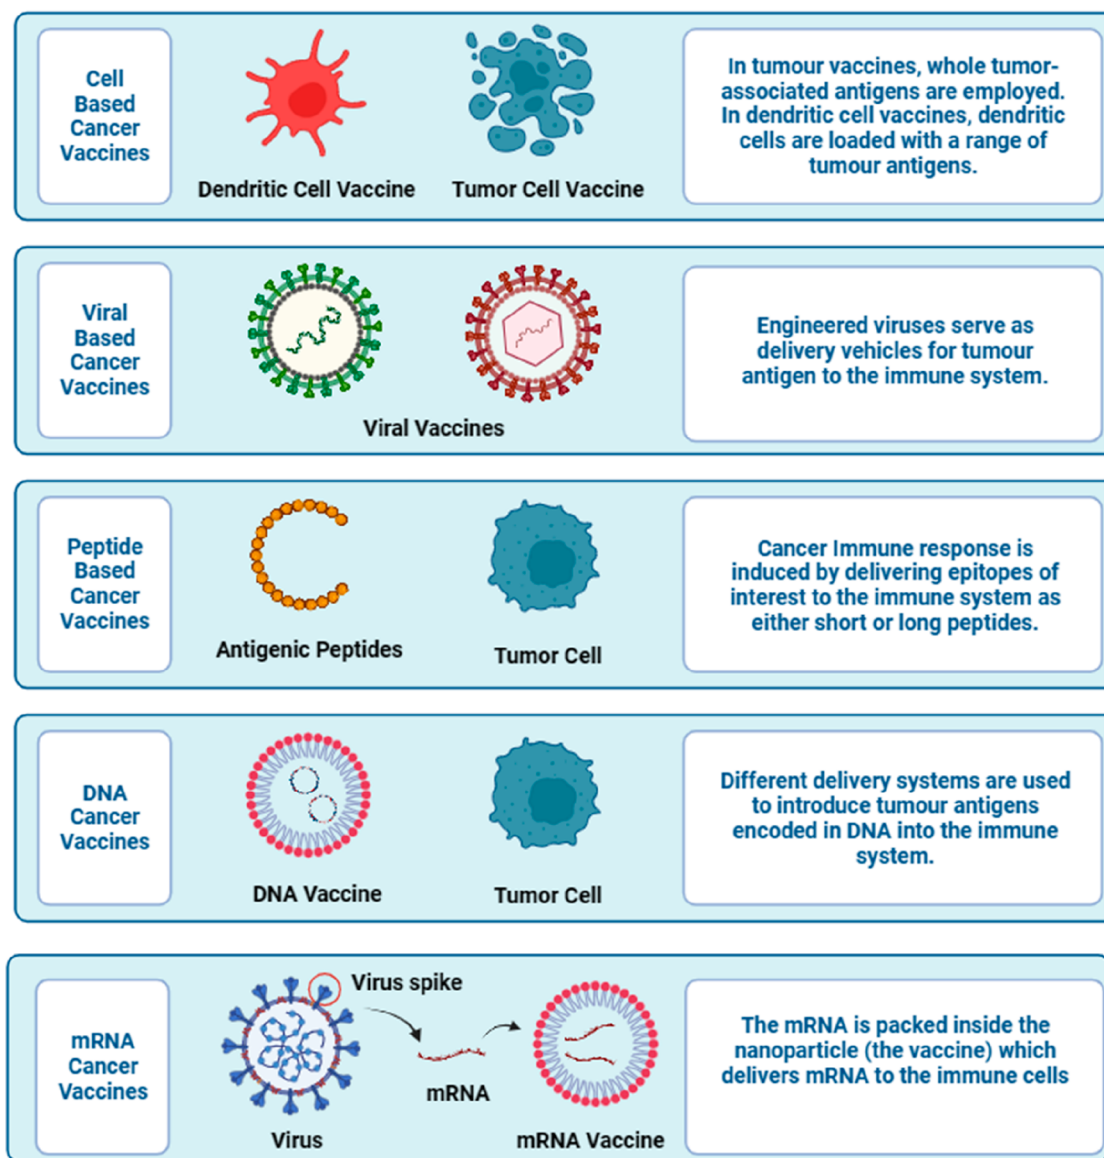 Cell
Based
Cancer
Vaccines
Dendritic Cell Vaccine
Tumor Cell Vaccine
In tumour vaccines, whole tumor-
associated antigens are employed.
In dendritic cell vaccines, dendritic
cells are loaded with a range of
tumour antigens.
Viral
Based
Cancer
Vaccines
Viral Vaccines
Engineered viruses serve as
delivery vehicles for tumour
antigen to the immune system.
Peptide
Based
Cancer
Vaccines
Antigenic Peptides
Tumor Cell
Cancer Immune response is
induced by delivering epitopes of
interest to the immune system as
either short or long peptides.
DNA
Cancer
Vaccines
DNA Vaccine
Tumor Cell
Different delivery systems are used
to introduce tumour antigens
encoded in DNA into the immune
system.
mRNA
Cancer
Vaccines
Virus spike
mRNA
Virus
mRNA Vaccine
The mRNA is packed inside the
nanoparticle (the vaccine) which
delivers mRNA to the immune cells